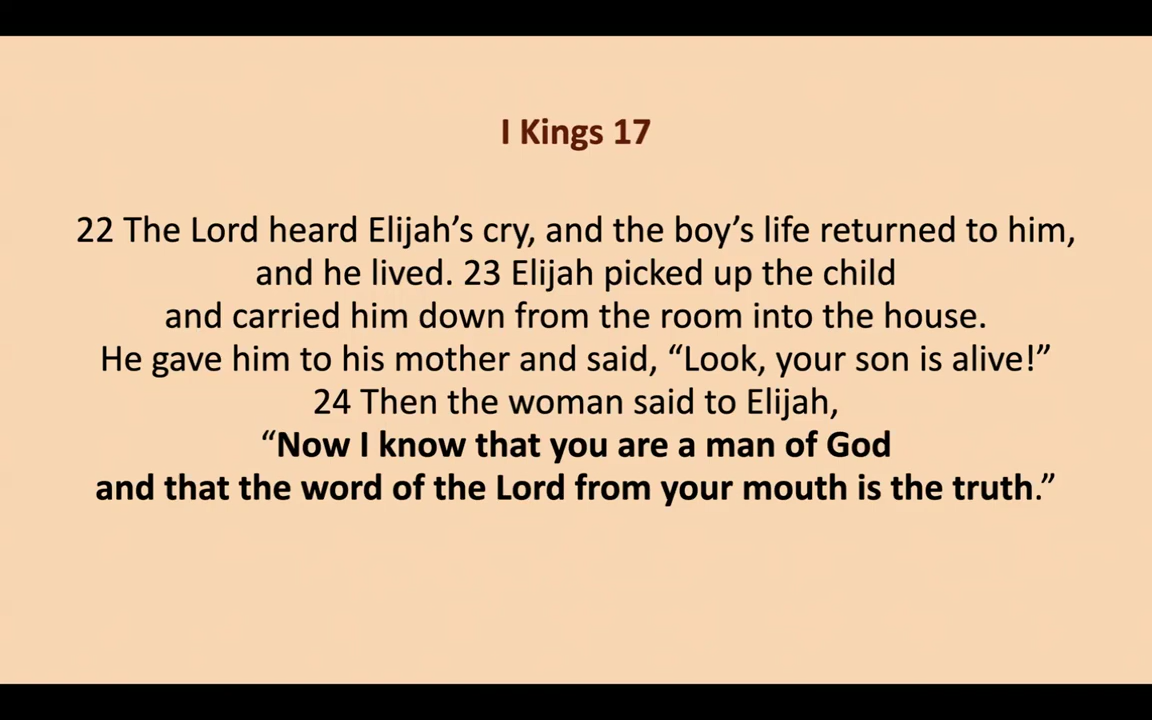 I Kings 17
22 The Lord heard Elijah’s cry, and the boy’s life returned to him,
and he lived. 23 Elijah picked up the child
and carried him down from the room into the house.
He gave him to his mother and said, “Look, your son is alive!”
24 Then the woman said to Elijah,
“Now I know that you are a man of God
and that the word of the Lord from your mouth is the truth.”